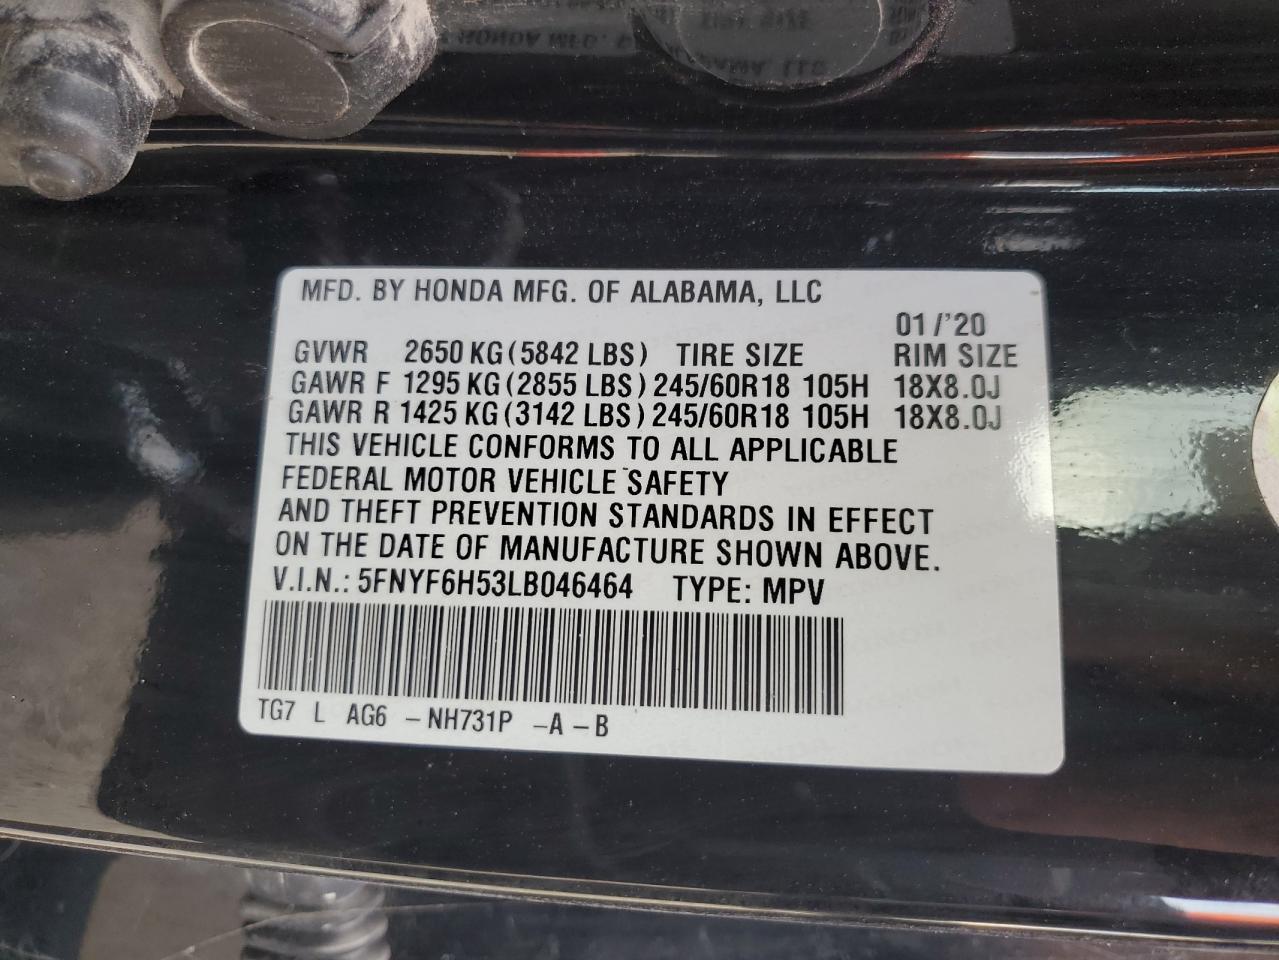 MFD. BY HONDA MFG. OF ALABAMA, LLC
01/'20
GVWR 2650 KG (5842 LBS) TIRE SIZE RIM SIZE
GAWR F 1295 KG (2855 LBS) 245/60R18 105H 18X8.0J
GAWR R 1425 KG (3142 LBS) 245/60R18 105H 18X8.0J
THIS VEHICLE CONFORMS TO ALL APPLICABLE
FEDERAL MOTOR VEHICLE SAFETY
AND THEFT PREVENTION STANDARDS IN EFFECT
ON THE DATE OF MANUFACTURE SHOWN ABOVE.
V.I.N.: 5FNYF6H53LB046464 TYPE: MPV
TG7 L AG6 -NH731P -A-B